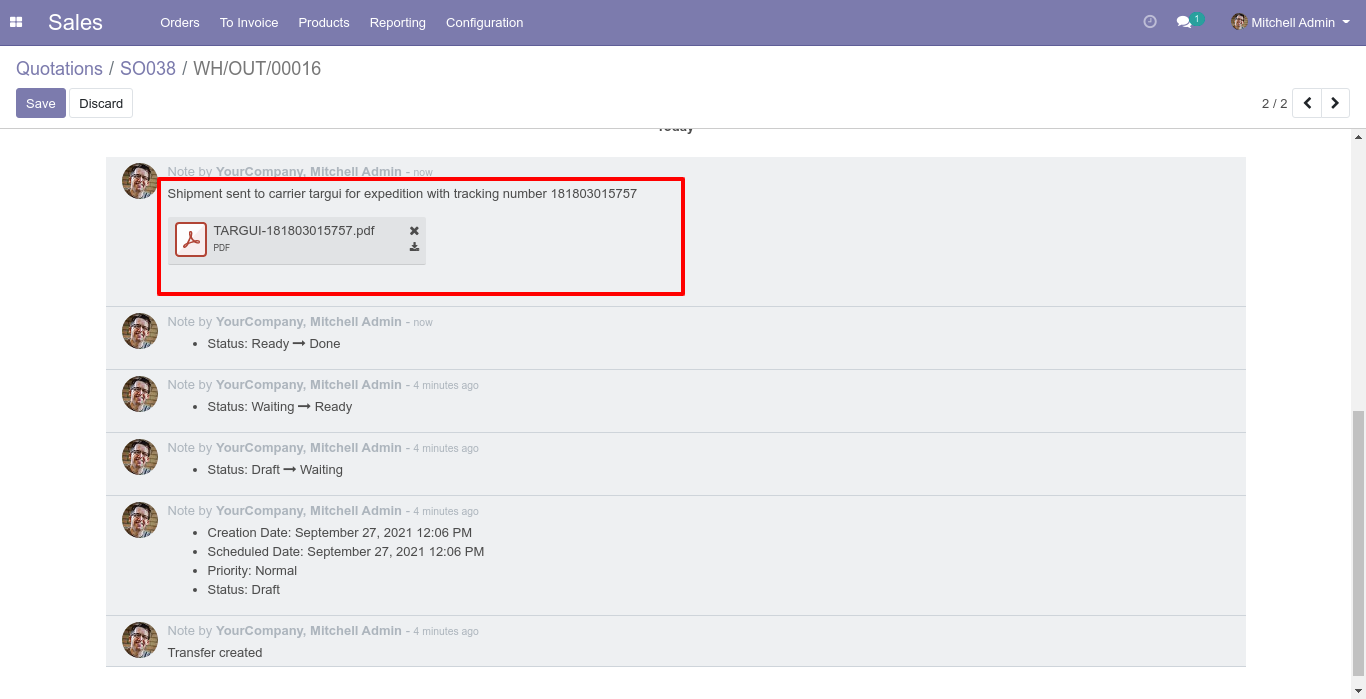 Sales
Orders
To Invoice
Products
Reporting
Configuration
1
Mitchell Admin
Quotations / SO038 / WH/OUT/00016
Save
Discard
2 / 2
Today
Note by YourCompany, Mitchell Admin - now
Shipment sent to carrier targui for expedition with tracking number 181803015757
TARGUI-181803015757.pdf
PDF
Note by YourCompany, Mitchell Admin - now
• Status: Ready → Done
Note by YourCompany, Mitchell Admin - 4 minutes ago
• Status: Waiting → Ready
Note by YourCompany, Mitchell Admin - 4 minutes ago
• Status: Draft → Waiting
Note by YourCompany, Mitchell Admin - 4 minutes ago
• Creation Date: September 27, 2021 12:06 PM
• Scheduled Date: September 27, 2021 12:06 PM
• Priority: Normal
• Status: Draft
Note by YourCompany, Mitchell Admin - 4 minutes ago
Transfer created